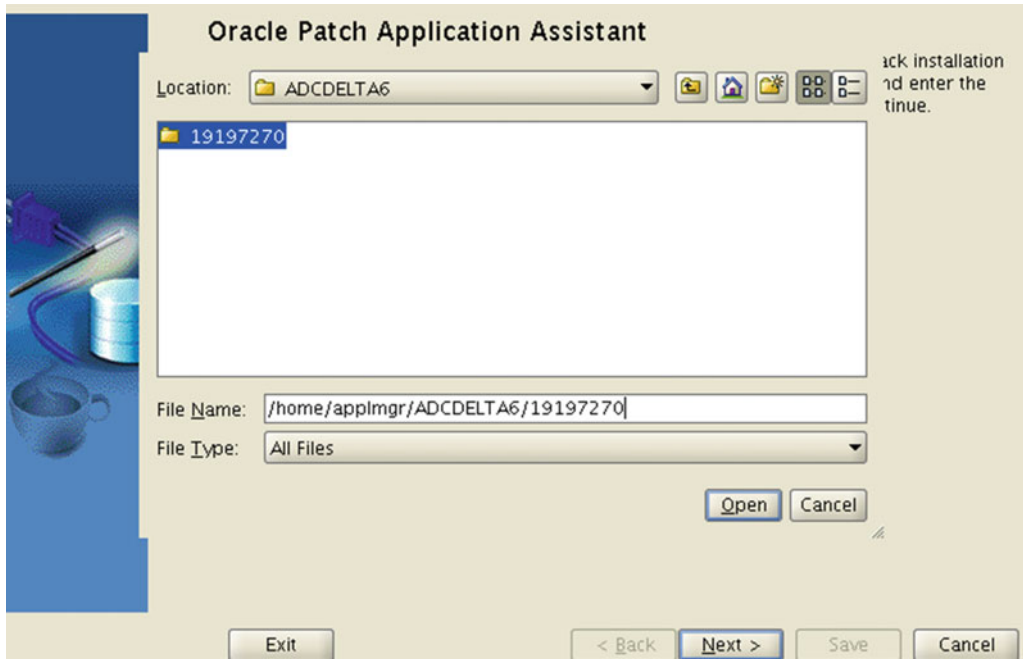 Oracle Patch Application Assistant
ack installation
nd enter the
tinue.
Location: ADCDELTA6
19197270
File Name: /home/applmgr/ADCDELTA6/19197270
File Type: All Files
Open Cancel
Exit < Back Next > Save Cancel